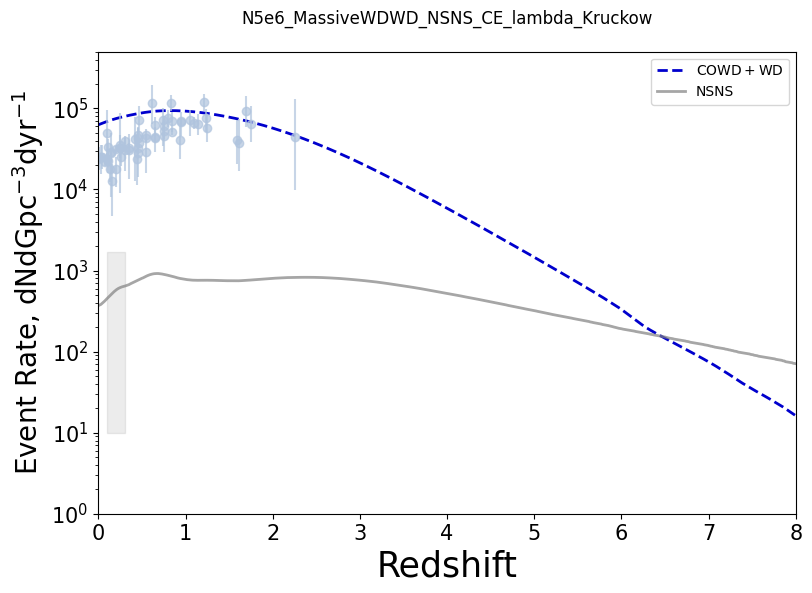 N5e6_MassiveWDWD_NSNS_CE_lambda_Kruckow
COWD + WD
NSNS
Event Rate, dNdGpc⁻³dyr⁻¹
10⁵
10⁴
10³
10²
10¹
10⁰
0 1 2 3 4 5 6 7 8
Redshift